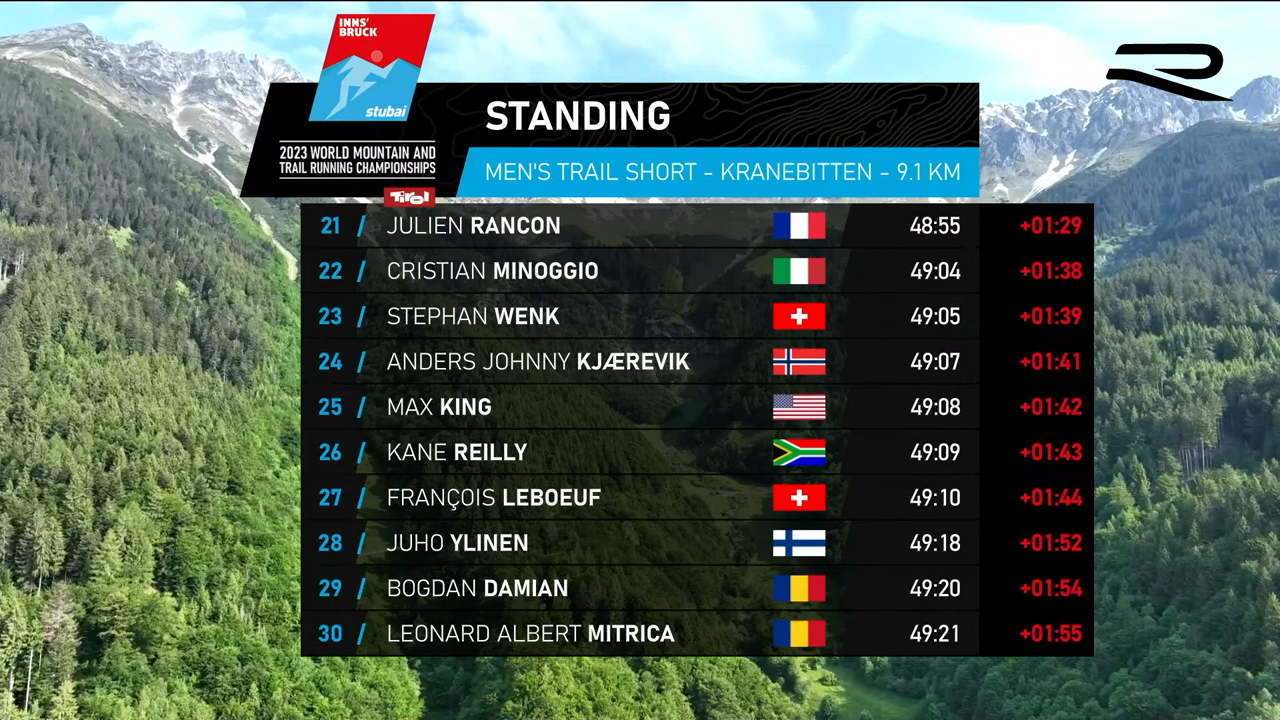 INNS'
BRUCK
stubai
2023 WORLD MOUNTAIN AND
TRAIL RUNNING CHAMPIONSHIPS
Tirol
STANDING
MEN'S TRAIL SHORT - KRANEBITTEN - 9.1 KM
21 / JULIEN RANCON 48:55 +01:29
22 / CRISTIAN MINOGGIO 49:04 +01:38
23 / STEPHAN WENK 49:05 +01:39
24 / ANDERS JOHNNY KJÆREVIK 49:07 +01:41
25 / MAX KING 49:08 +01:42
26 / KANE REILLY 49:09 +01:43
27 / FRANÇOIS LEBOEUF 49:10 +01:44
28 / JUHO YLINEN 49:18 +01:52
29 / BOGDAN DAMIAN 49:20 +01:54
30 / LEONARD ALBERT MITRICA 49:21 +01:55